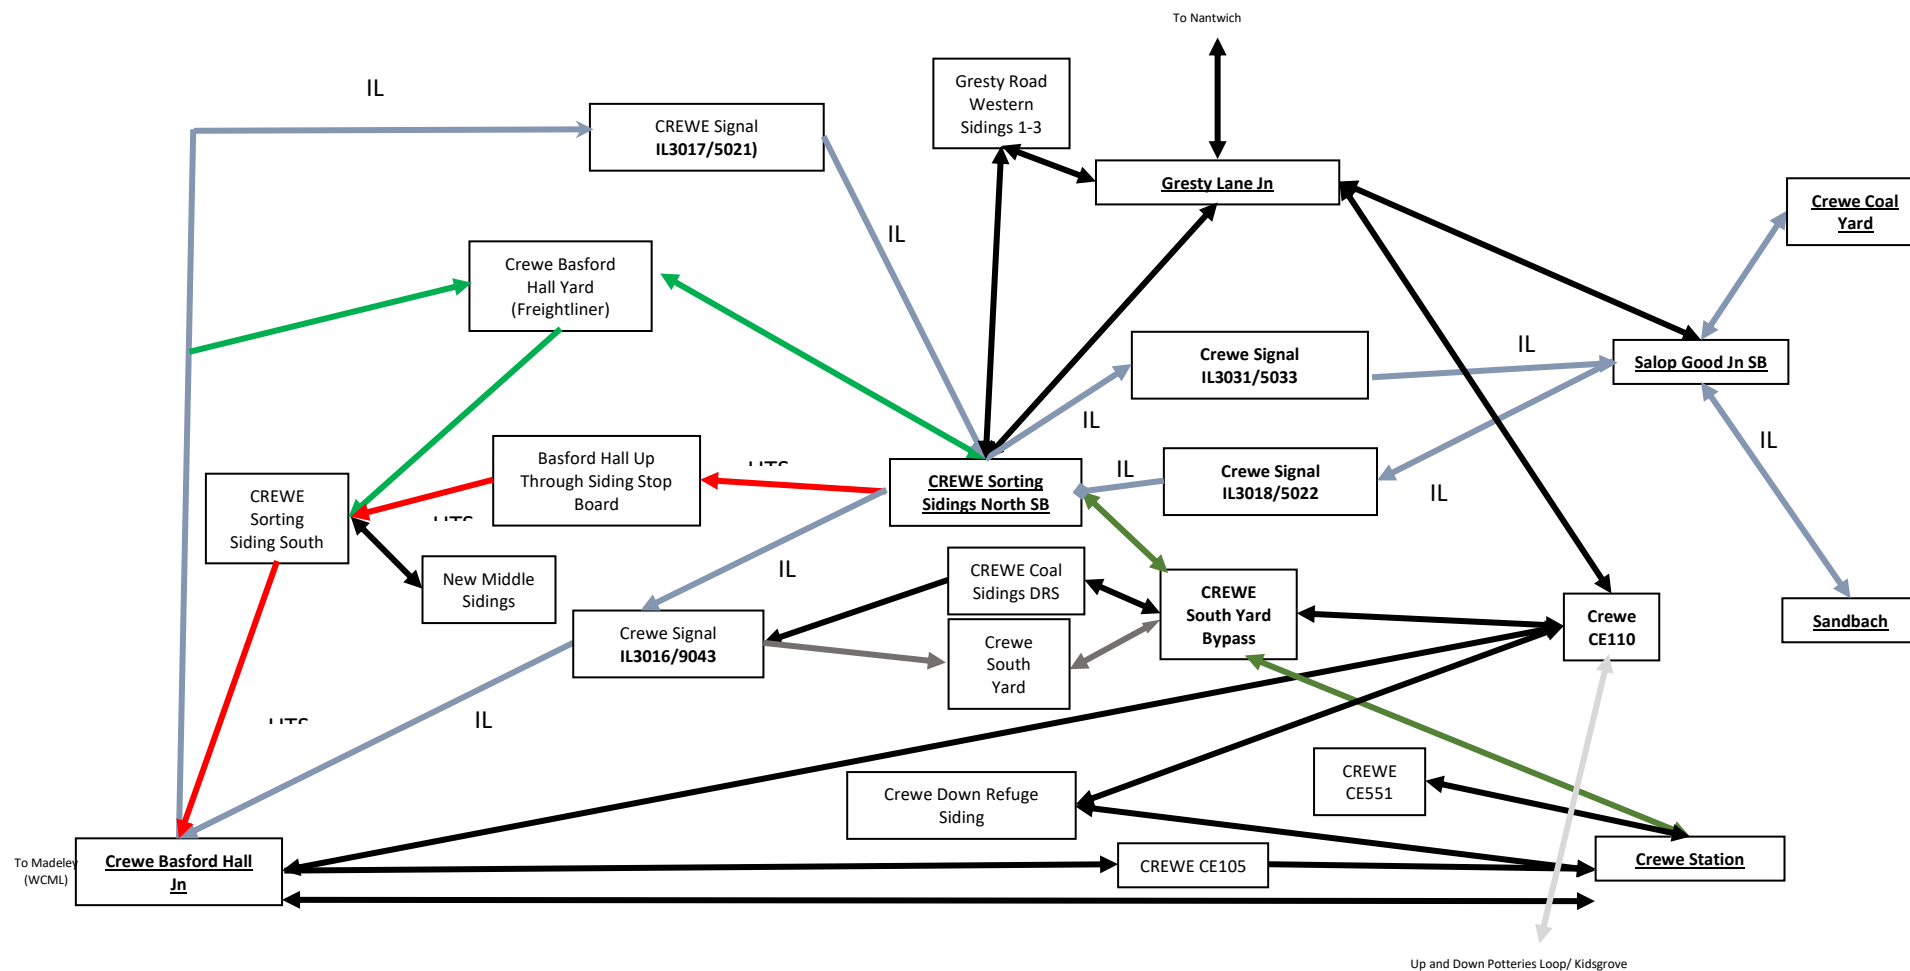 To Nantwich
IL
Gresty Road
Western
Sidings 1-3
CREWE Signal
IL3017/5021)
Gresty Lane Jn
Crewe Coal
Yard
IL
Crewe Basford
Hall Yard
(Freightliner)
Crewe Signal
IL3031/5033
IL
Salop Good Jn SB
IL
Basford Hall Up
Through Siding Stop
Board
CREWE Sorting
Sidings North SB
IL
Crewe Signal
IL3018/5022
IL
IL
CREWE
Sorting
Siding South
New Middle
Sidings
IL
CREWE Coal
Sidings DRS
CREWE
South Yard
Bypass
Crewe
CE110
Sandbach
Crewe Signal
IL3016/9043
Crewe
South
Yard
IL
CREWE
CE551
Crewe Down Refuge
Siding
To Madeley
(WCML)
Crewe Basford Hall
Jn
CREWE CE105
Crewe Station
Up and Down Potteries Loop/ Kidsgrove